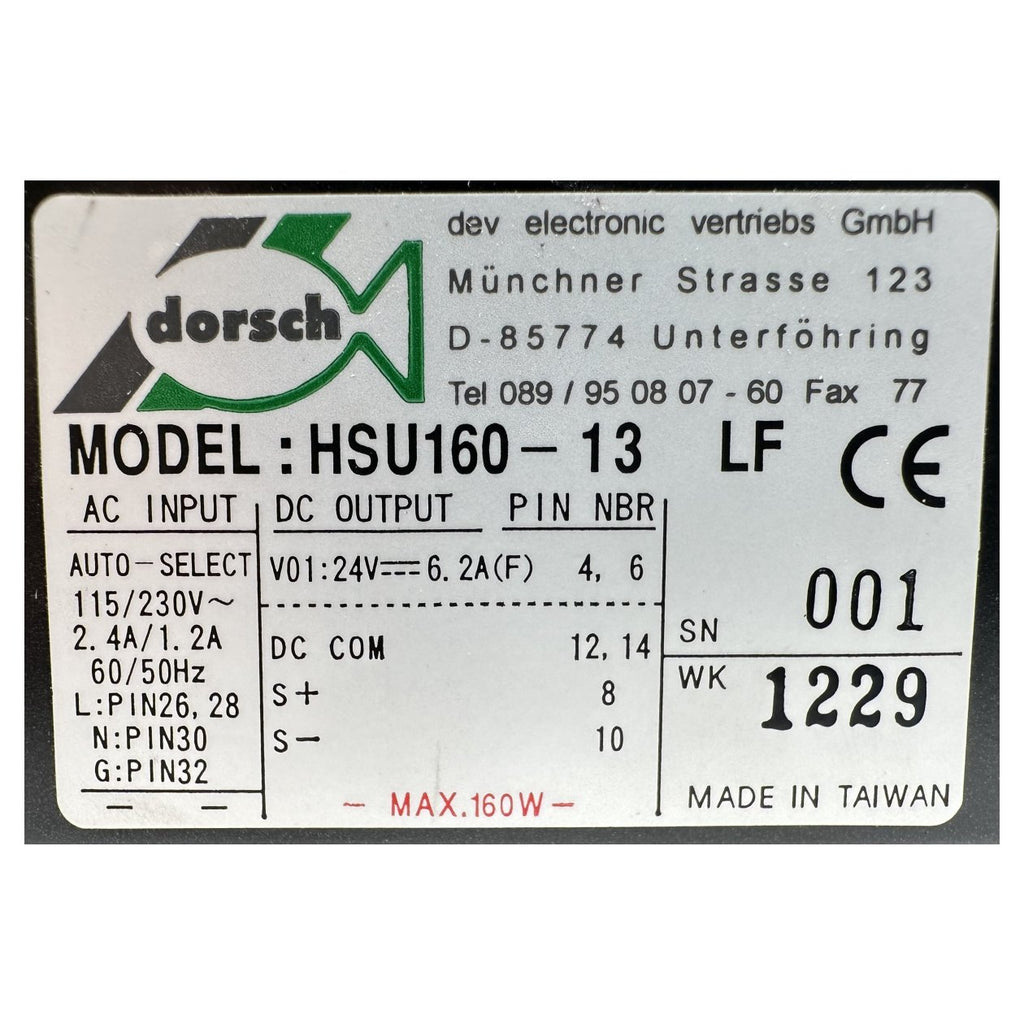 dorsch
dev electronic vertriebs GmbH
Münchner Strasse 123
D-85774 Unterföhring
Tel 089 / 95 08 07 - 60 Fax 77
MODEL : HSU160 - 13 LF CE
AC INPUT
AUTO-SELECT
115/230V~
2.4A/1.2A
60/50Hz
L:PIN26, 28
N:PIN30
G:PIN32
DC OUTPUT PIN NBR
V01:24V⎓6.2A(F) 4, 6
DC COM 12, 14
S+ 8
S- 10
- MAX.160W -
SN 001
WK 1229
MADE IN TAIWAN